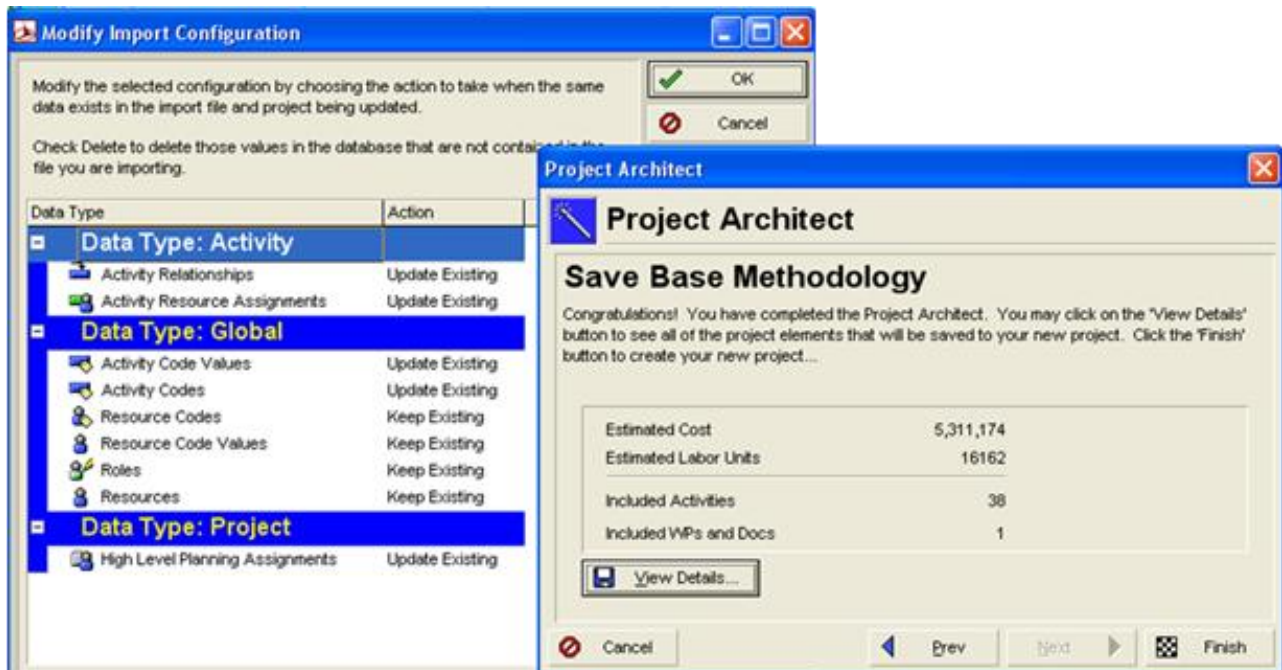 Modify Import Configuration
Modify the selected configuration by choosing the action to take when the same
data exists in the import file and project being updated.
Check Delete to delete those values in the database that are not contained in the
file you are importing.
OK
Cancel
Data Type Action
Data Type: Activity
Activity Relationships Update Existing
Activity Resource Assignments Update Existing
Data Type: Global
Activity Code Values Update Existing
Activity Codes Update Existing
Resource Codes Keep Existing
Resource Code Values Keep Existing
Roles Keep Existing
Resources Keep Existing
Data Type: Project
High Level Planning Assignments Update Existing
Project Architect
Project Architect
Save Base Methodology
Congratulations! You have completed the Project Architect. You may click on the 'View Details'
button to see all of the project elements that will be saved to your new project. Click the 'Finish'
button to create your new project...
Estimated Cost 5,311,174
Estimated Labor Units 16162
Included Activities 38
Included WPs and Docs 1
View Details...
Cancel Prev Next Finish